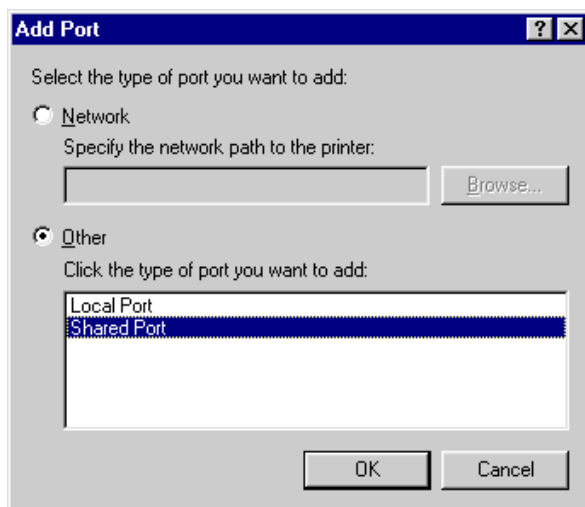 Add Port
Select the type of port you want to add:
Network
Specify the network path to the printer:
Browse...
Other
Click the type of port you want to add:
Local Port
Shared Port
OK Cancel